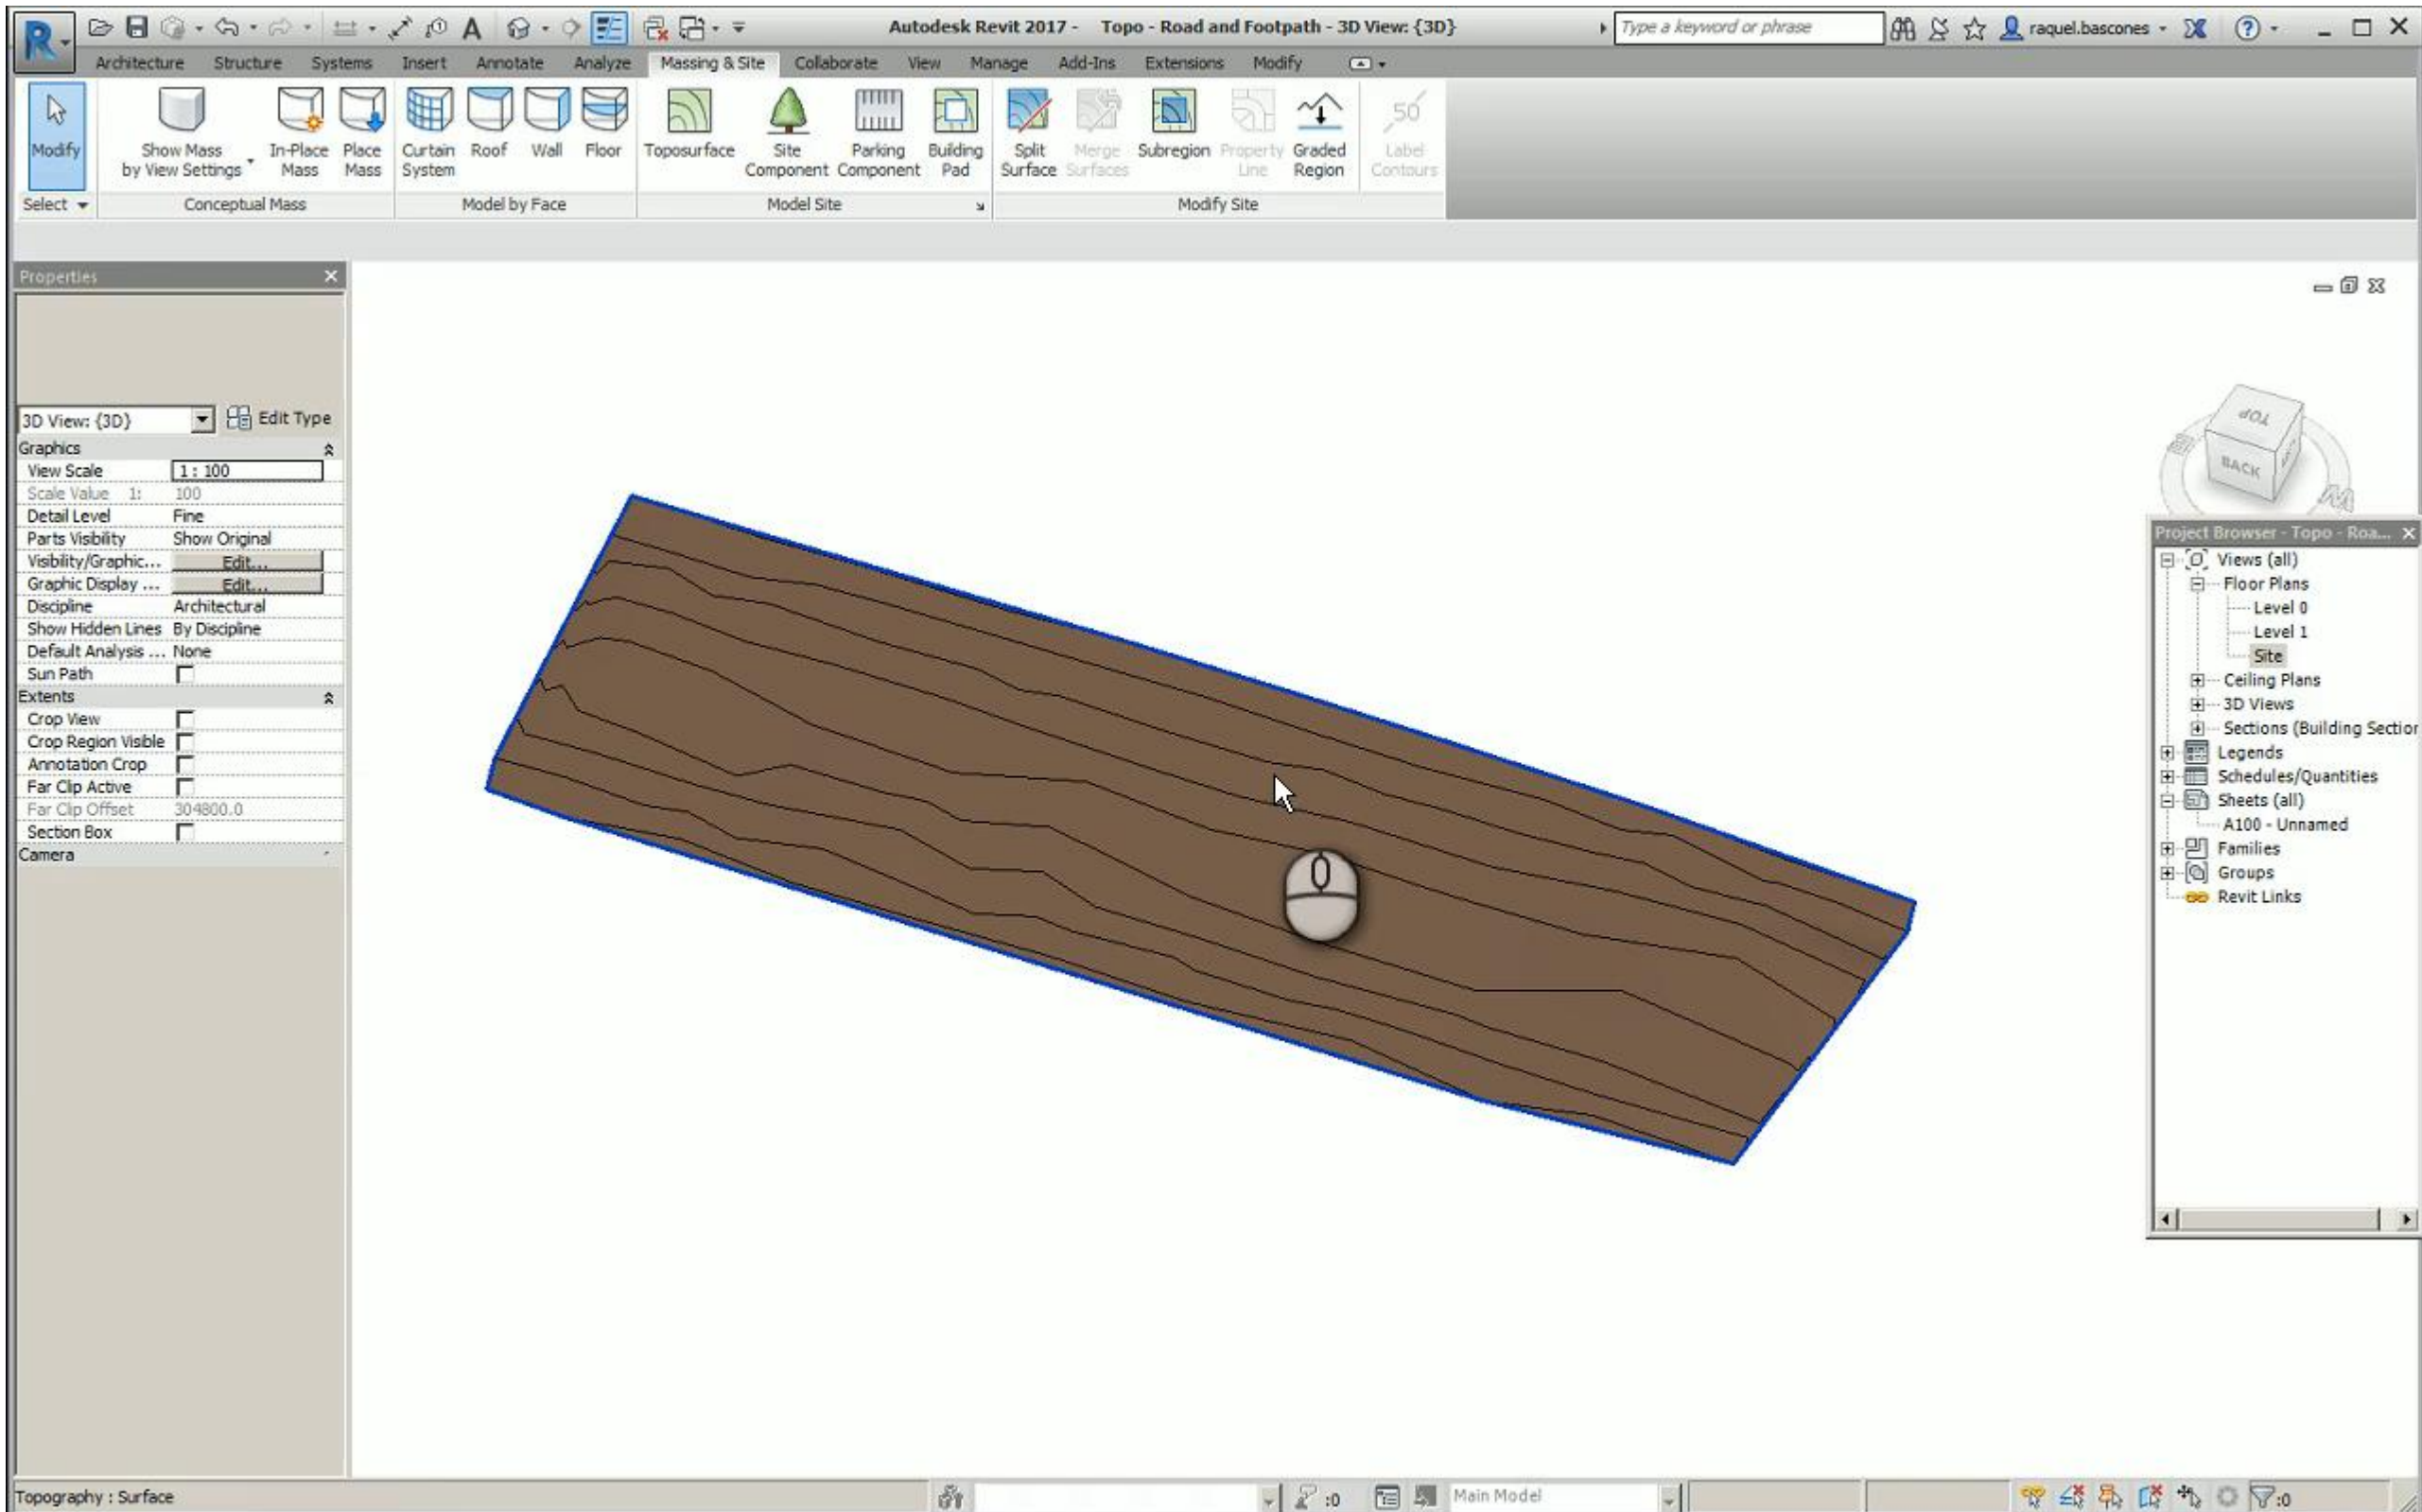 Autodesk Revit 2017 - Topo - Road and Footpath - 3D View: {3D}
Type a keyword or phrase
raquel.bascones
Architecture Structure Systems Insert Annotate Analyze Massing & Site Collaborate View Manage Add-Ins Extensions Modify
Modify
Show Mass by View Settings
In-Place Mass
Place Mass
Curtain System
Roof
Wall
Floor
Toposurface
Site Component
Parking Component
Building Pad
Split Surface
Merge Surfaces
Subregion
Property Line
Graded Region
50
Label Contours
Select
Conceptual Mass
Model by Face
Model Site
Modify Site
Properties
3D View: {3D}
Edit Type
Graphics
View Scale 1 : 100
Scale Value 1: 100
Detail Level Fine
Parts Visibility Show Original
Visibility/Graphic... Edit...
Graphic Display ... Edit...
Discipline Architectural
Show Hidden Lines By Discipline
Default Analysis ... None
Sun Path
Extents
Crop View
Crop Region Visible
Annotation Crop
Far Clip Active
Far Clip Offset 304800.0
Section Box
Camera
TOP
BACK
W
Project Browser - Topo - Roa...
Views (all)
Floor Plans
Level 0
Level 1
Site
Ceiling Plans
3D Views
Sections (Building Section
Legends
Schedules/Quantities
Sheets (all)
A100 - Unnamed
Families
Groups
Revit Links
Topography : Surface
:0
Main Model
:0